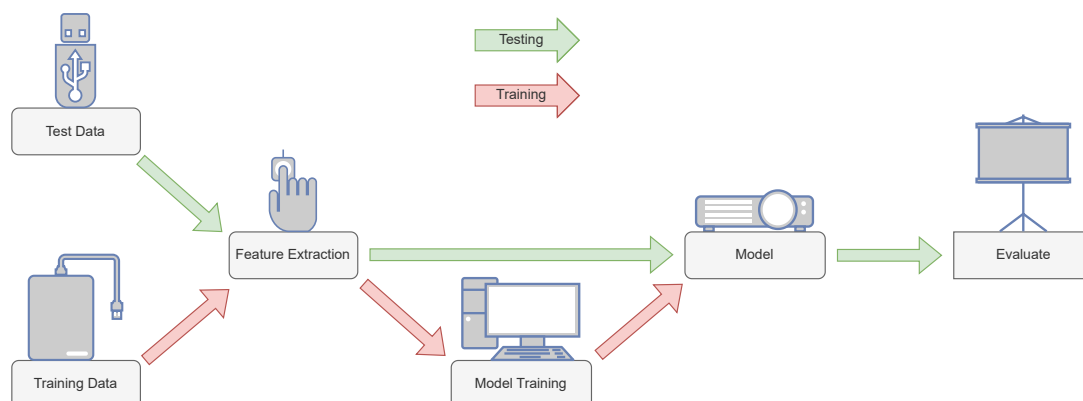 Testing
Training
Test Data
Feature Extraction
Model
Evaluate
Training Data
Model Training